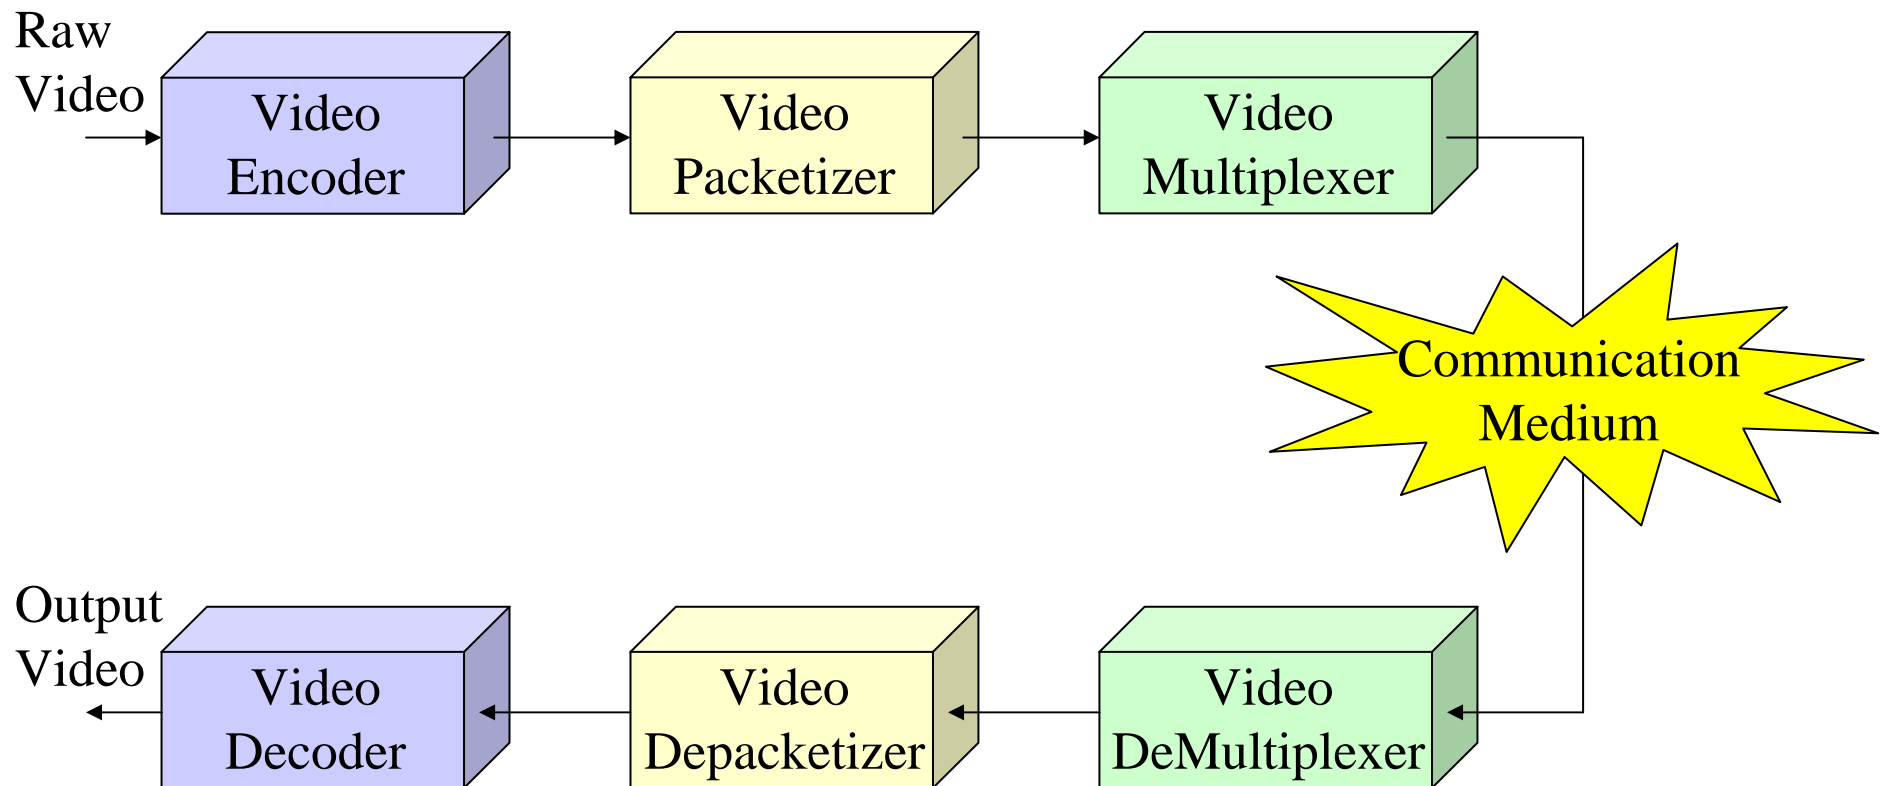 Raw
Video
Video
Encoder
Video
Packetizer
Video
Multiplexer
Communication
Medium
Output
Video
Video
Decoder
Video
Depacketizer
Video
DeMultiplexer